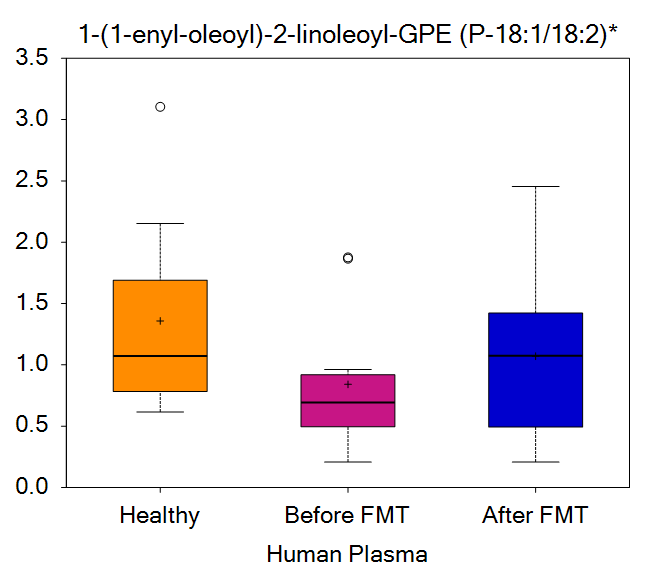 1-(1-enyl-oleoyl)-2-linoleoyl-GPE (P-18:1/18:2)*
3.5
3.0
2.5
2.0
1.5
1.0
0.5
0.0
Healthy Before FMT After FMT
Human Plasma